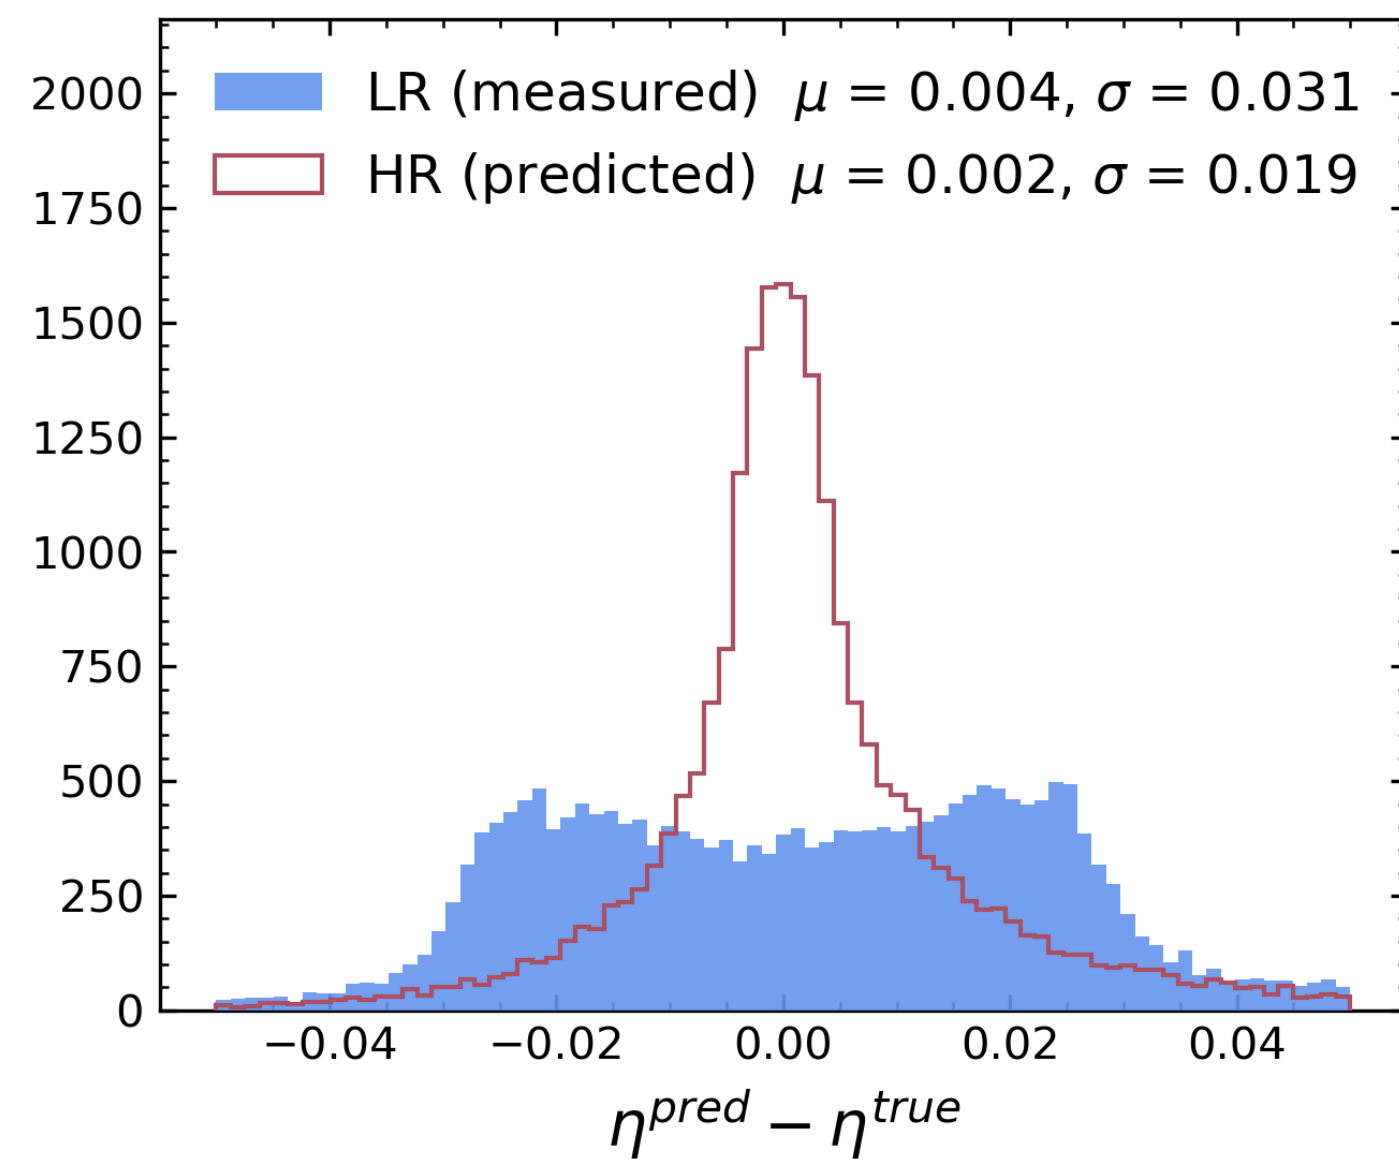 LR (measured) μ = 0.004, σ = 0.031
HR (predicted) μ = 0.002, σ = 0.019
2000
1750
1500
1250
1000
750
500
250
0
−0.04 −0.02 0.00 0.02 0.04
η^pred − η^true